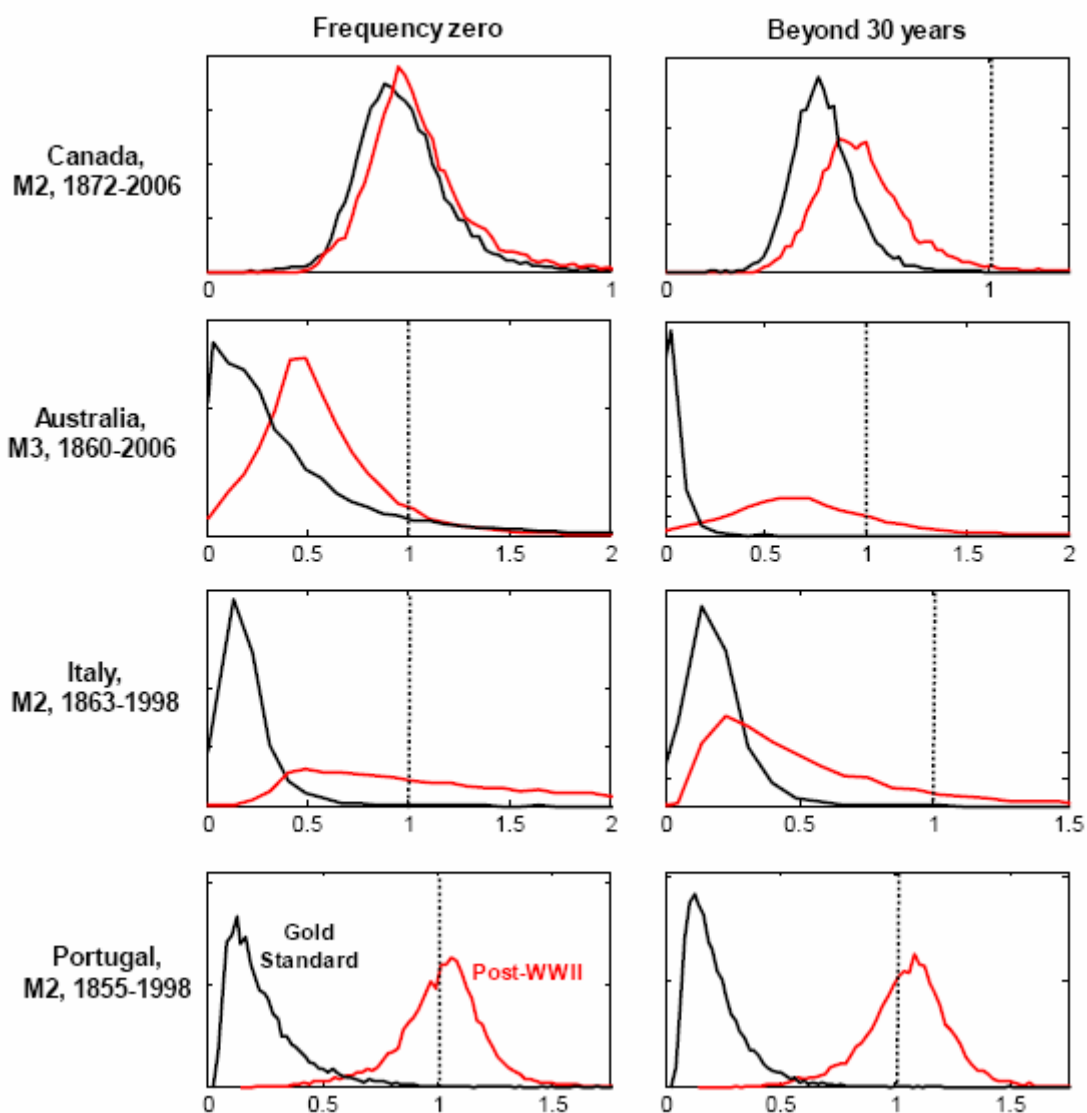 Frequency zero
Beyond 30 years
Canada,
M2, 1872-2006
0
1
0
1
Australia,
M3, 1860-2006
0
0.5
1
1.5
2
0
0.5
1
1.5
2
Italy,
M2, 1863-1998
0
0.5
1
1.5
2
0
0.5
1
1.5
Portugal,
M2, 1855-1998
Gold
Standard
Post-WWII
0
0.5
1
1.5
0
0.5
1
1.5